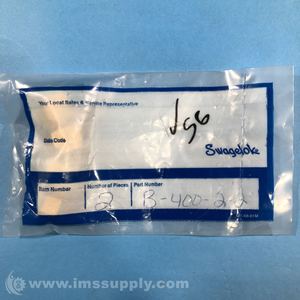 Your Local Sales & Service Representative
Date Code
Swagelok
Item Number Number of Pieces Part Number
2 B-400-2-2
© www.imssupply.com